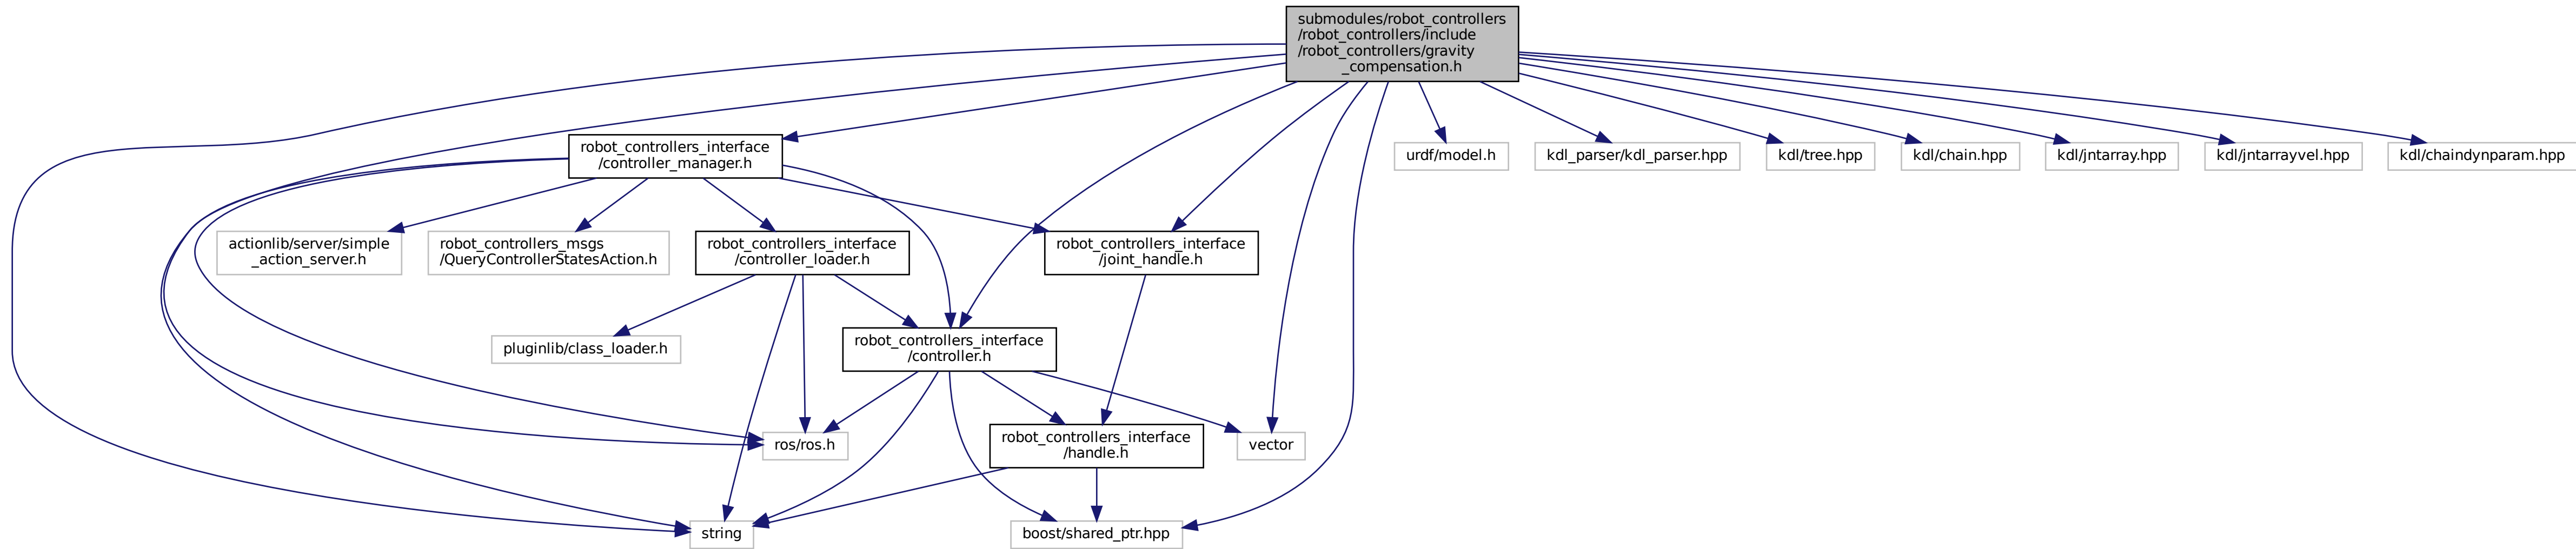 submodules/robot_controllers
/robot_controllers/include
/robot_controllers/gravity
_compensation.h
robot_controllers_interface
/controller_manager.h
urdf/model.h
kdl_parser/kdl_parser.hpp
kdl/tree.hpp
kdl/chain.hpp
kdl/jntarray.hpp
kdl/jntarrayvel.hpp
kdl/chaindynparam.hpp
actionlib/server/simple
_action_server.h
robot_controllers_msgs
/QueryControllerStatesAction.h
robot_controllers_interface
/controller_loader.h
robot_controllers_interface
/joint_handle.h
pluginlib/class_loader.h
robot_controllers_interface
/controller.h
ros/ros.h
robot_controllers_interface
/handle.h
vector
string
boost/shared_ptr.hpp